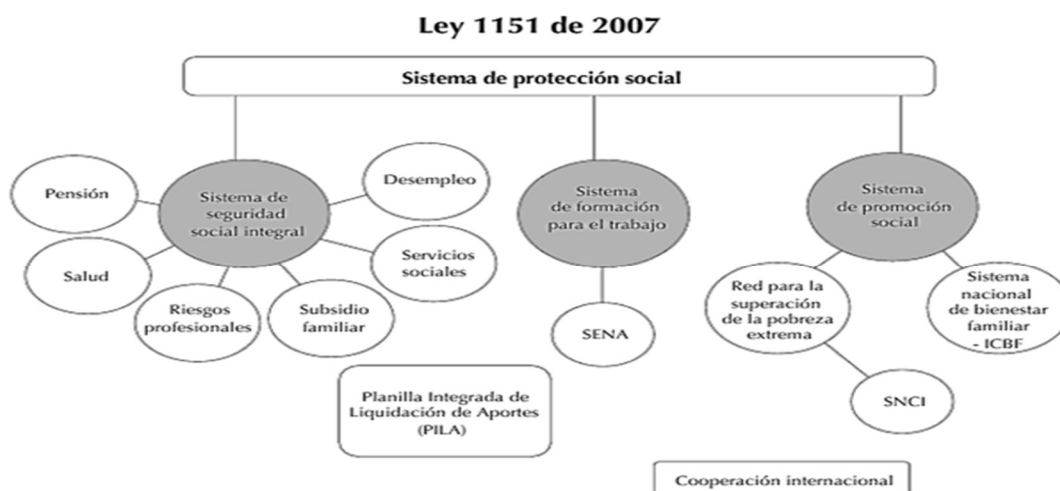 Ley 1151 de 2007
Sistema de protección social
Pensión
Sistema de
seguridad
social integral
Desempleo
Salud
Servicios
sociales
Riesgos
profesionales
Subsidio
familiar
Sistema
de formación
para el trabajo
SENA
Sistema
de promoción
social
Red para la
superación
de la pobreza
extrema
Sistema
nacional
de bienestar
familiar
- ICBF
SNCI
Planilla Integrada de
Liquidación de Aportes
(PILA)
Cooperación internacional